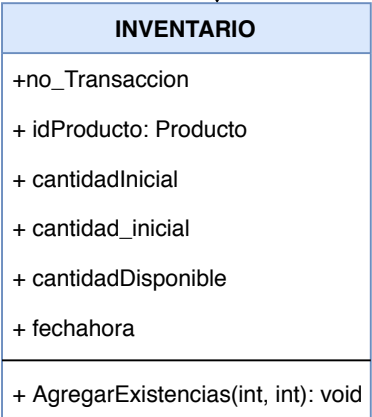 INVENTARIO
+no_Transaccion
+ idProducto: Producto
+ cantidadInicial
+ cantidad_inicial
+ cantidadDisponible
+ fechahora
+ AgregarExistencias(int, int): void